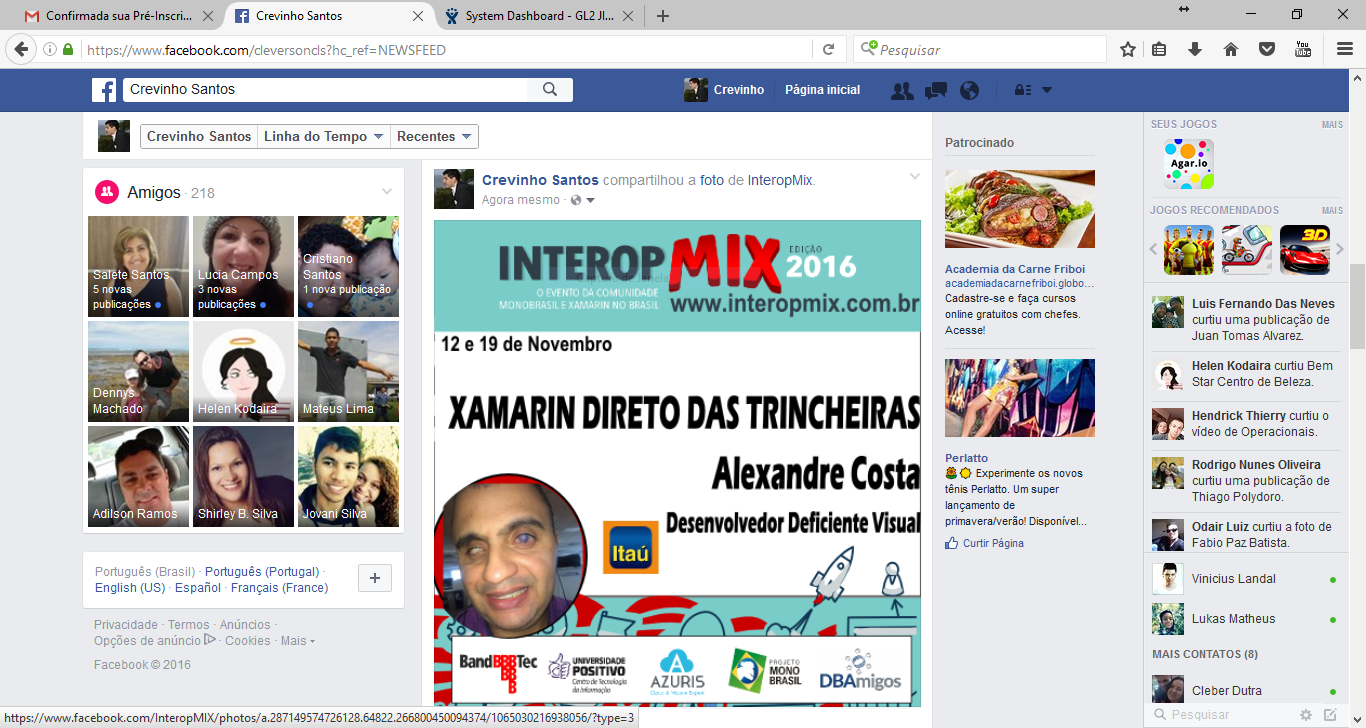 Confirmada sua Pré-Inscri...
Crevinho Santos
System Dashboard - GL2 JI...
https://www.facebook.com/cleversoncls?hc_ref=NEWSFEED
Pesquisar
You Tube
Crevinho Santos
Crevinho
Página inicial
Crevinho Santos
Linha do Tempo
Recentes
Amigos · 218
Salete Santos
5 novas
publicações
Lucia Campos
3 novas
publicações
Cristiano
Santos
1 nova publicação
Dennys
Machado
Helen Kodaira
Mateus Lima
Adilson Ramos
Shirley B. Silva
Jovani Silva
Português (Brasil) · Português (Portugal) ·
English (US) · Español · Français (France)
+
Privacidade · Termos · Anúncios ·
Opções de anúncio · Cookies · Mais
Facebook © 2016
Crevinho Santos compartilhou a foto de InteropMix.
Agora mesmo ·
INTEROP MIX EDIÇÃO
2016
O EVENTO DA COMUNIDADE
MONOBRASIL E XAMARIN NO BRASIL
www.interopmix.com.br
12 e 19 de Novembro
XAMARIN DIRETO DAS TRINCHEIRAS
Alexandre Costa
Desenvolvedor Deficiente Visual
Itaú
BandTec
UNIVERSIDADE
POSITIVO
Centro de Tecnologia
da Informação
AZURIS
PROJETO
MONO
BRASIL
DBAmigos
Patrocinado
Academia da Carne Friboi
academiadacarnefriboi.globo...
Cadastre-se e faça cursos
online gratuitos com chefes.
Acesse!
Perlatto
Experimente os novos
tênis Perlatto. Um super
lançamento de
primavera/verão! Disponível...
Curtir Página
SEUS JOGOS
MAIS
Agar.io
JOGOS RECOMENDADOS
MAIS
3D
Luis Fernando Das Neves
curtiu uma publicação de
Juan Tomas Alvarez.
Helen Kodaira curtiu Bem
Star Centro de Beleza.
Hendrick Thierry curtiu o
vídeo de Operacionais.
Rodrigo Nunes Oliveira
curtiu uma publicação de
Thiago Polydoro.
Odair Luiz curtiu a foto de
Fabio Paz Batista.
Vinicius Landal
Lukas Matheus
MAIS CONTATOS (8)
Cleber Dutra
Pesquisar
https://www.facebook.com/InteropMIX/photos/a.287149574726128.64822.266800450094374/1065030216938056/?type=3